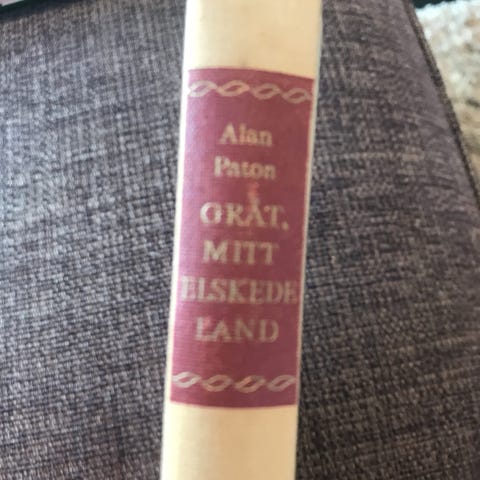 Alan
Paton
GRÅT,
MITT
ELSKEDE
LAND